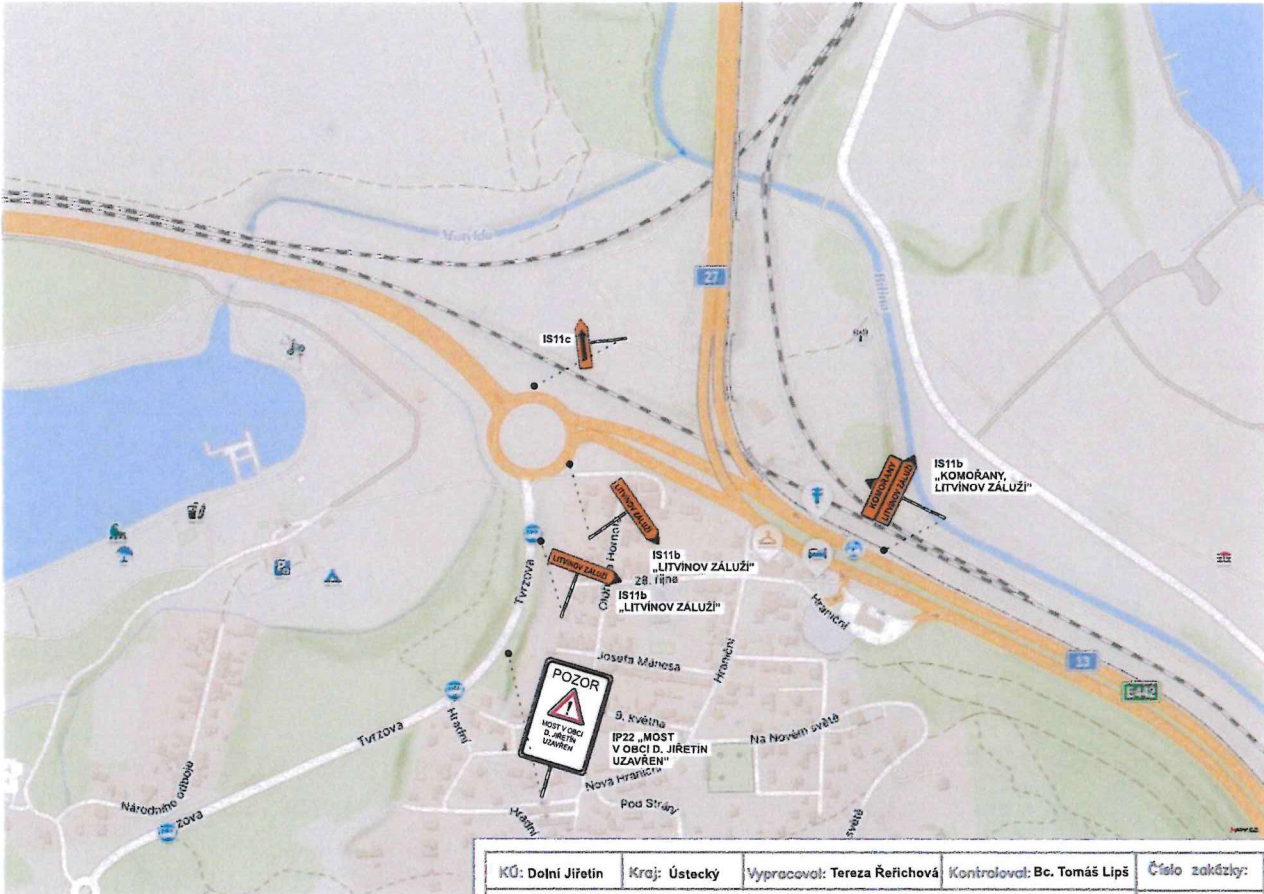 27
IS11c
KOMOŘANY
LITVÍNOV ZÁLUŽÍ
IS11b
„KOMOŘANY,
LITVÍNOV ZÁLUŽÍ"
LITVÍNOV ZÁLUŽÍ
IS11b
„LITVÍNOV ZÁLUŽÍ"
LITVÍNOV ZÁLUŽÍ
28. října
IS11b
„LITVÍNOV ZÁLUŽÍ"
Tvrzova
Hraniční
Josefa Mánesa
Hraniční
13
E442
POZOR
MOST V OBCI
D. JIŘETÍN
UZAVŘEN
9. května
IP22 „MOST
V OBCI D. JIŘETÍN
UZAVŘEN"
Hradní
Tvrzova
Na Novém světě
Nová Hraniční
Pod Strání
Národního odboje
zova
Hradní
světě
KÚ: Dolní Jiřetín
Kraj: Ústecký
Vypracoval: Tereza Řeřichová
Kontroloval: Bc. Tomáš Lipš
Číslo zakázky: